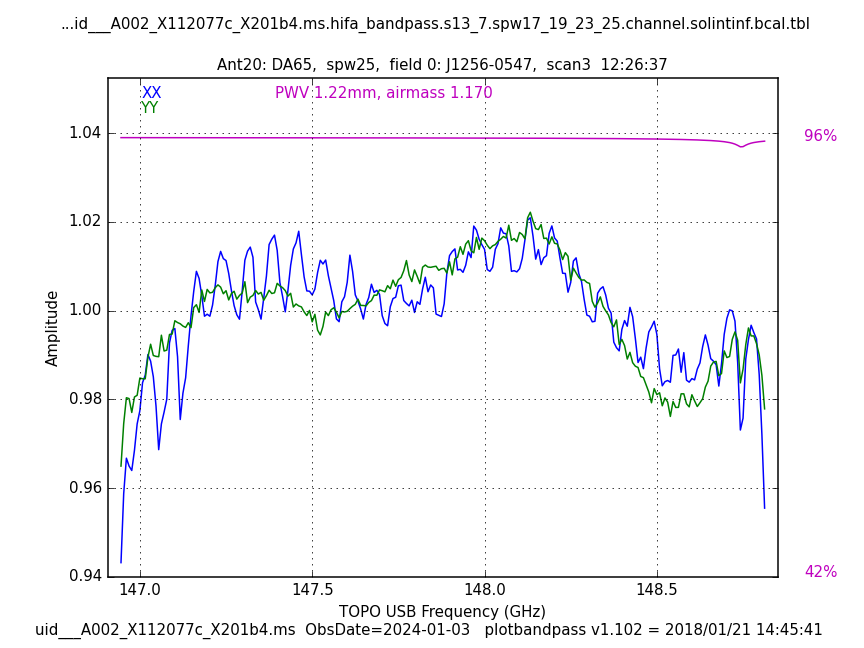 ...id___A002_X112077c_X201b4.ms.hifa_bandpass.s13_7.spw17_19_23_25.channel.solintinf.bcal.tbl
Ant20: DA65,  spw25,  field 0: J1256-0547,  scan3  12:26:37
XX
PWV 1.22mm, airmass 1.170
YY
1.04
96%
1.02
1.00
Amplitude
0.98
0.96
0.94
42%
147.0 147.5 148.0 148.5
TOPO USB Frequency (GHz)
uid___A002_X112077c_X201b4.ms  ObsDate=2024-01-03   plotbandpass v1.102 = 2018/01/21 14:45:41